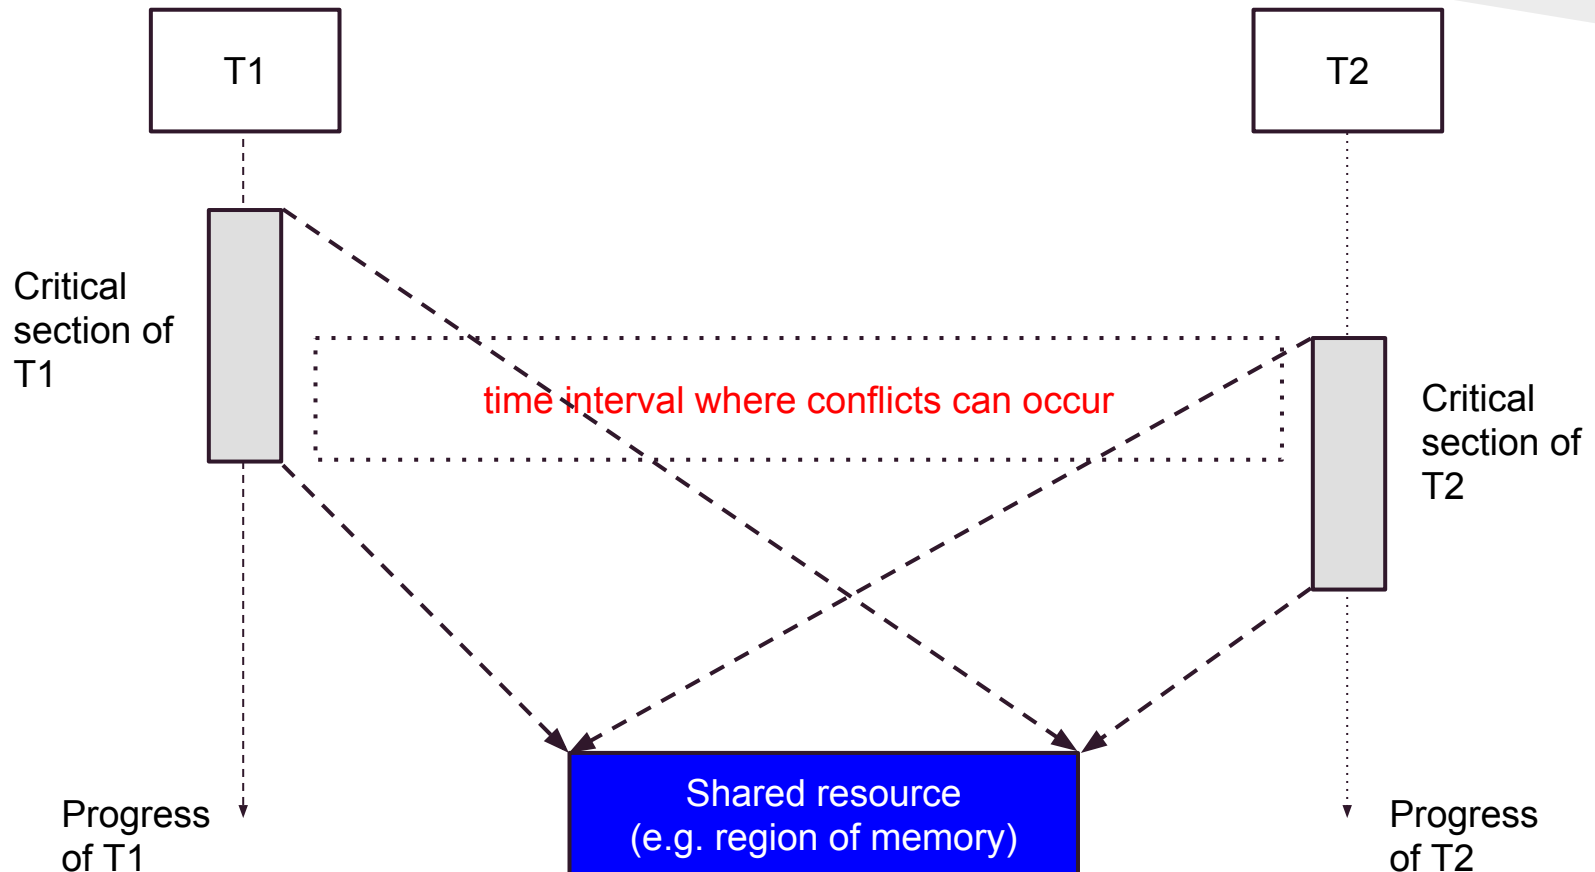 T1
T2
Critical
section of
T1
time interval where conflicts can occur
Critical
section of
T2
Shared resource
(e.g. region of memory)
Progress
of T1
Progress
of T2